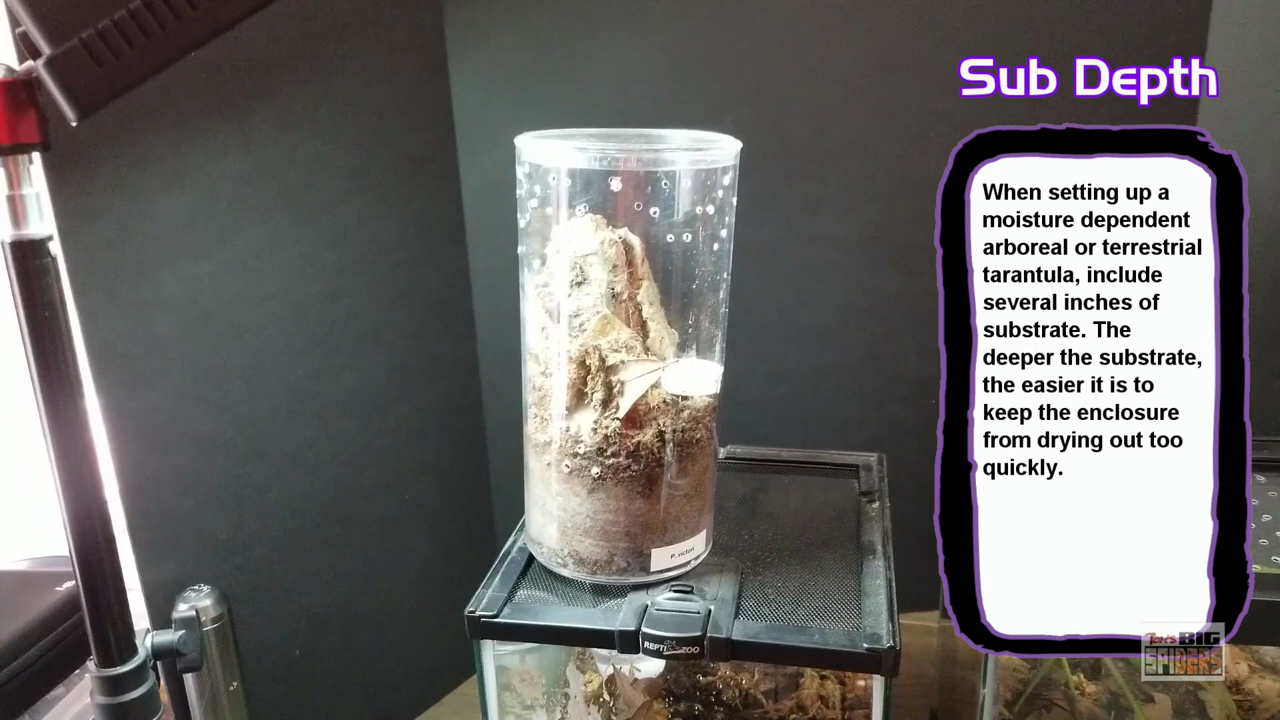 Sub Depth
When setting up a
moisture dependent
arboreal or terrestrial
tarantula, include
several inches of
substrate. The
deeper the substrate,
the easier it is to
keep the enclosure
from drying out too
quickly.
P. victori
REPTI ZOO
Tom's BIG
SPIDERS